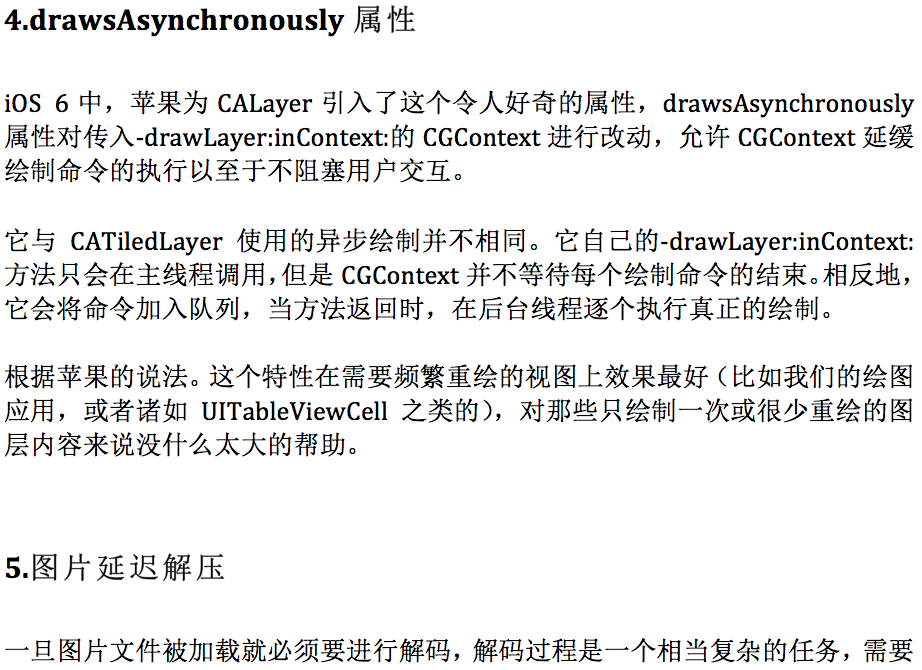 4.drawsAsynchronously 属性
iOS 6 中，苹果为 CALayer 引入了这个令人好奇的属性，drawsAsynchronously
属性对传入-drawLayer:inContext:的 CGContext 进行改动，允许 CGContext 延缓
绘制命令的执行以至于不阻塞用户交互。
它与 CATiledLayer 使用的异步绘制并不相同。它自己的-drawLayer:inContext:
方法只会在主线程调用，但是 CGContext 并不等待每个绘制命令的结束。相反地，
它会将命令加入队列，当方法返回时，在后台线程逐个执行真正的绘制。
根据苹果的说法。这个特性在需要频繁重绘的视图上效果最好（比如我们的绘图
应用，或者诸如 UITableViewCell 之类的），对那些只绘制一次或很少重绘的图
层内容来说没什么太大的帮助。
5.图片延迟解压
一旦图片文件被加载就必须要进行解码，解码过程是一个相当复杂的任务，需要